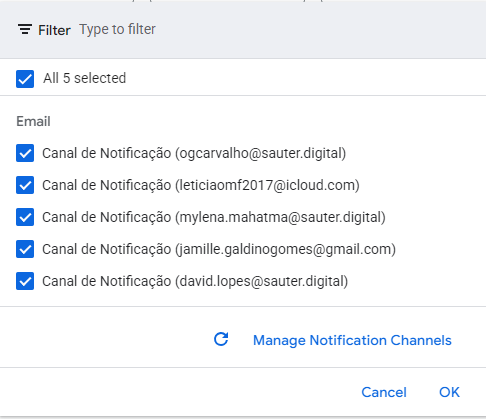 Filter Type to filter
All 5 selected
Email
Canal de Notificação (ogcarvalho@sauter.digital)
Canal de Notificação (leticiaomf2017@icloud.com)
Canal de Notificação (mylena.mahatma@sauter.digital)
Canal de Notificação (jamille.galdinogomes@gmail.com)
Canal de Notificação (david.lopes@sauter.digital)
Manage Notification Channels
Cancel OK